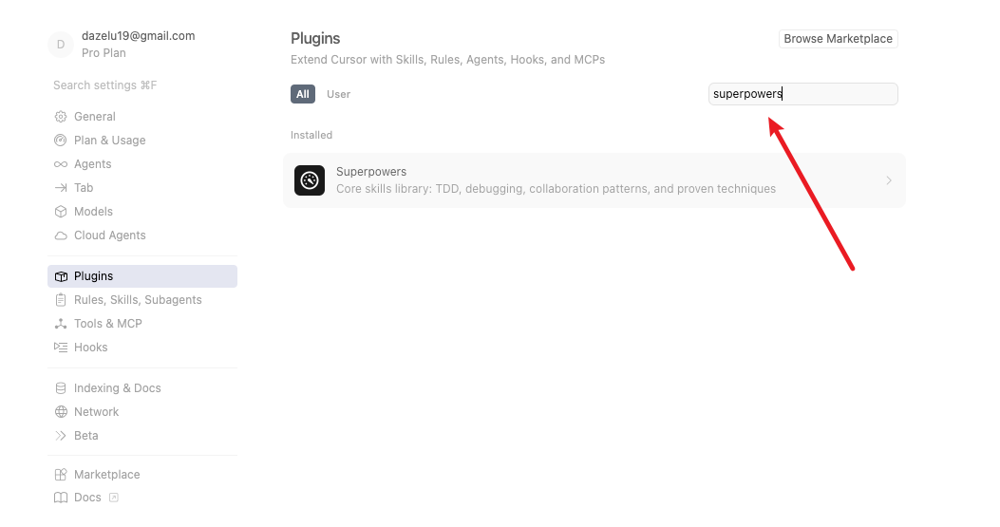 D
dazelu19@gmail.com
Pro Plan
Search settings ⌘F
General
Plan & Usage
Agents
Tab
Models
Cloud Agents
Plugins
Rules, Skills, Subagents
Tools & MCP
Hooks
Indexing & Docs
Network
Beta
Marketplace
Docs
Plugins
Browse Marketplace
Extend Cursor with Skills, Rules, Agents, Hooks, and MCPs
All User
superpowers
Installed
Superpowers
Core skills library: TDD, debugging, collaboration patterns, and proven techniques